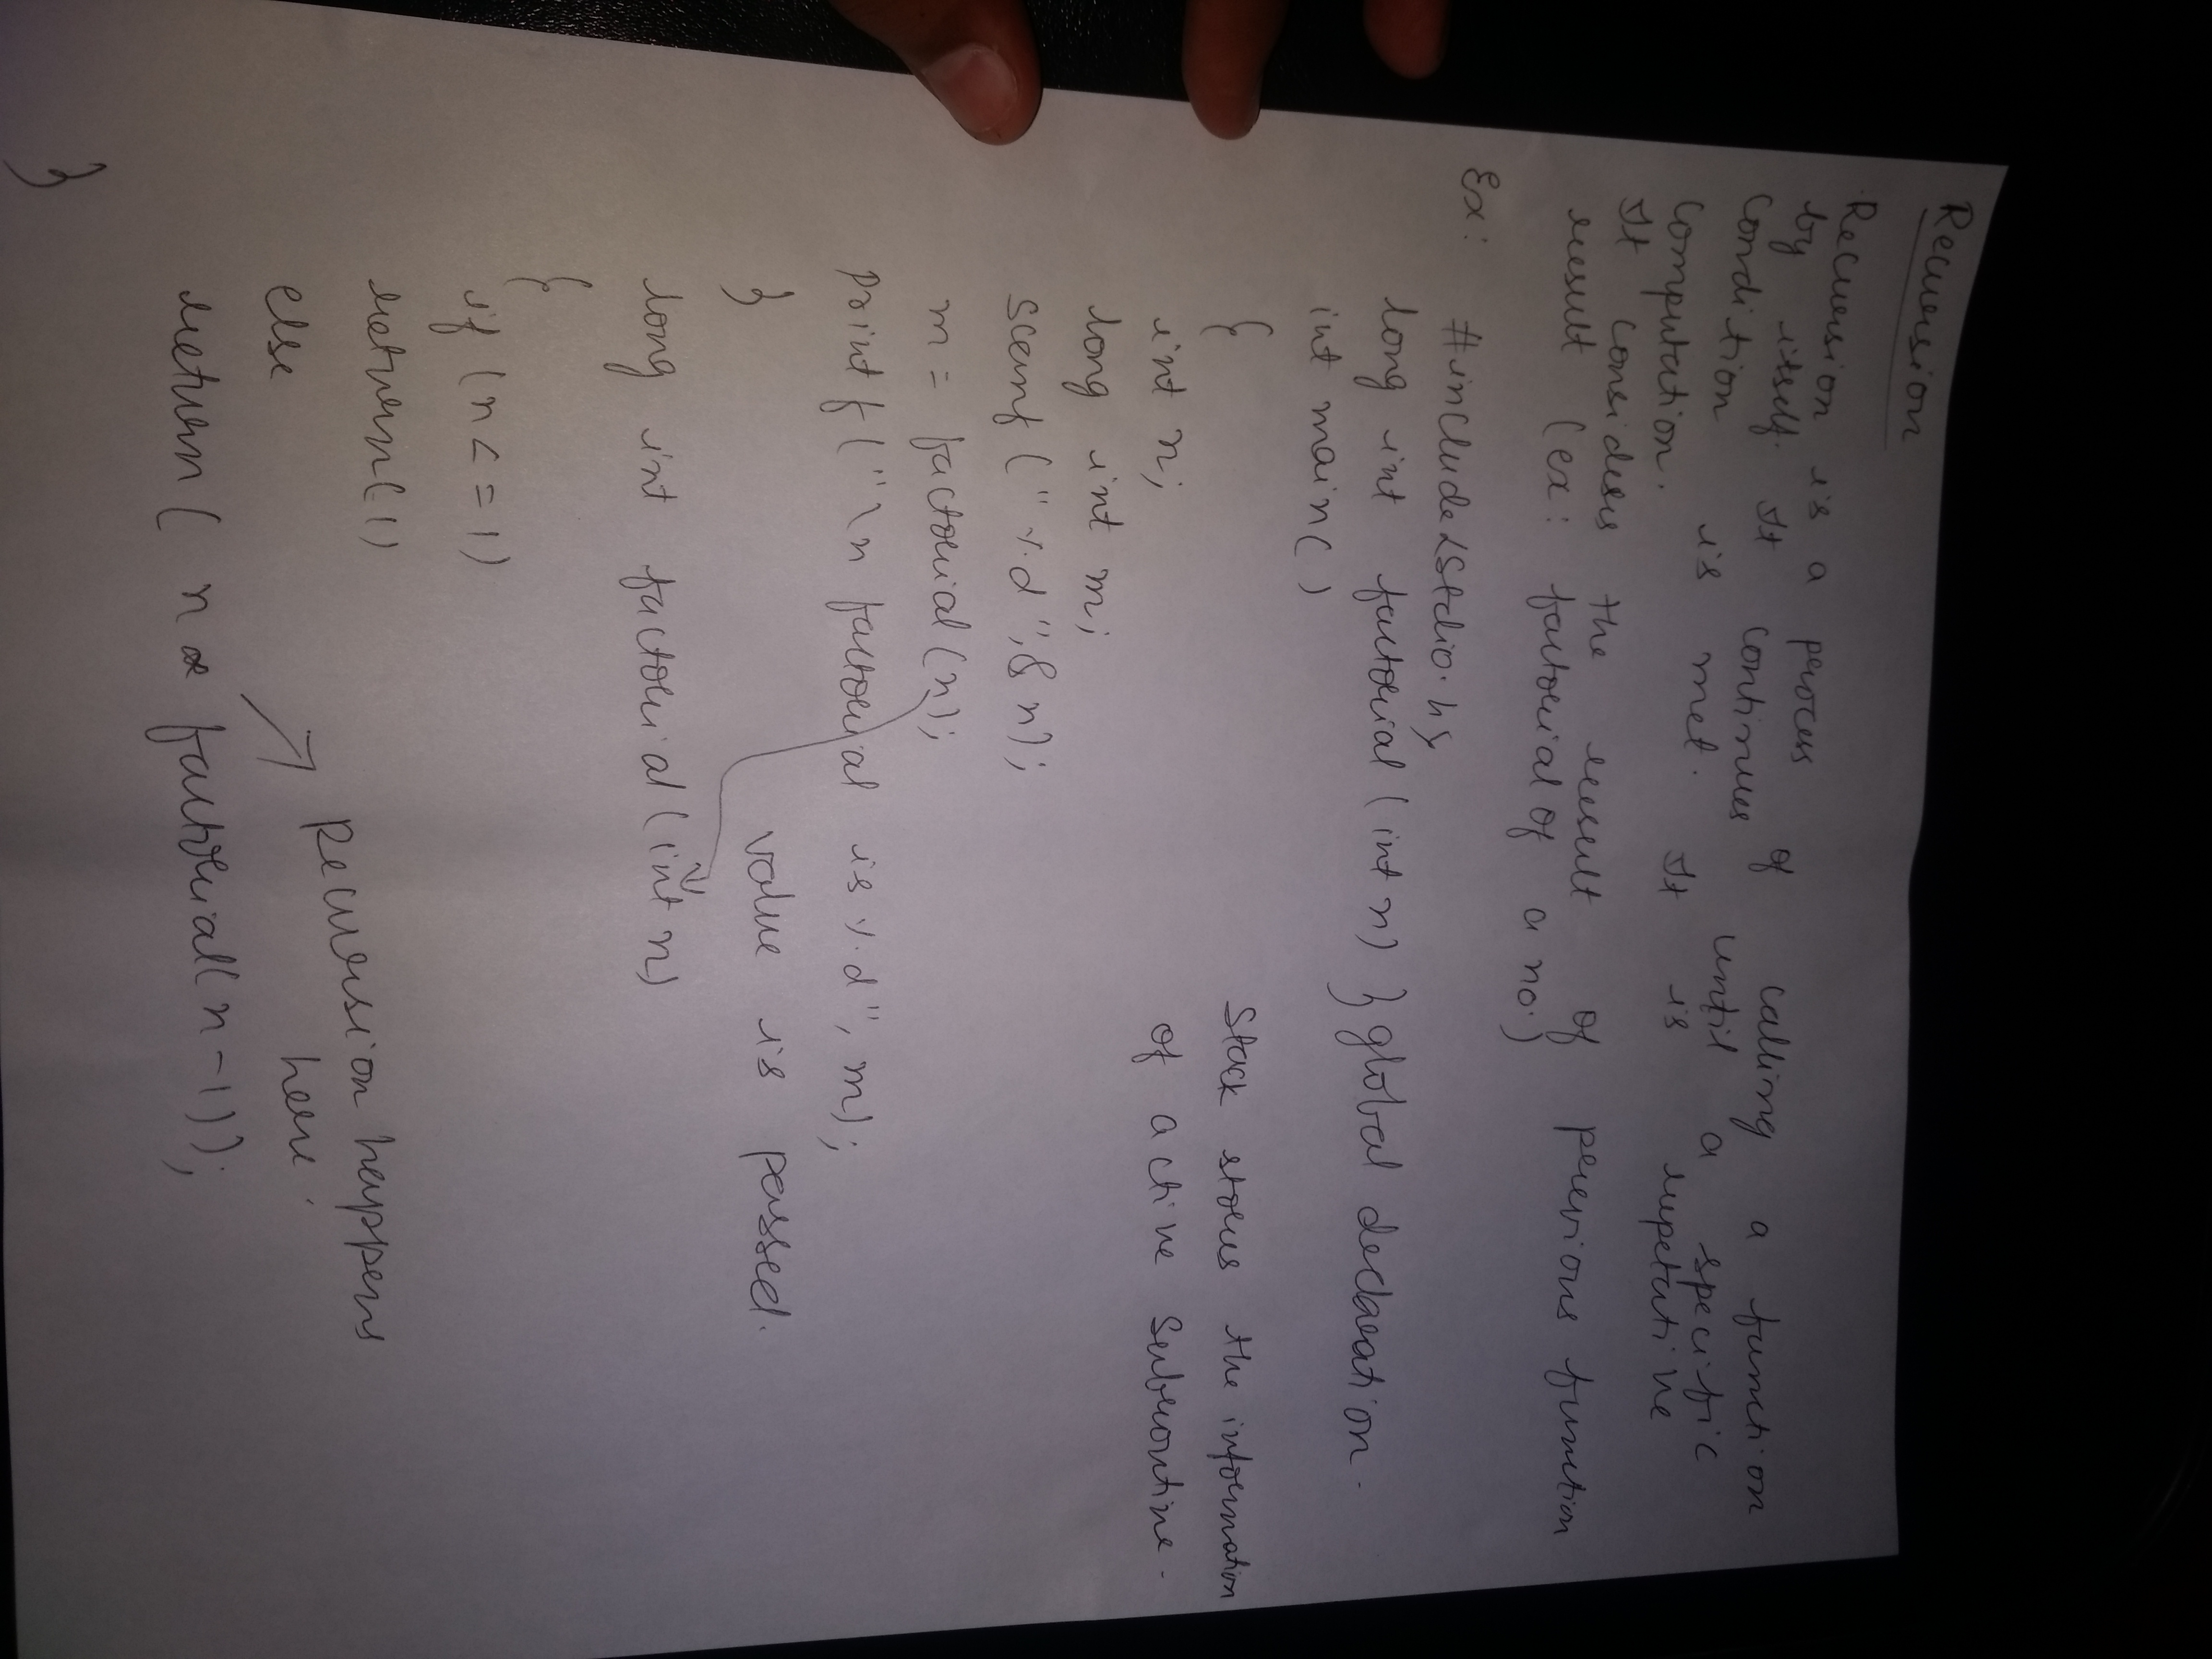 Recursion
Recursion is a process of calling a function
by itself. It continues until a specific
condition is met. It is repetative
computation.
It considers the result of previous function
result (ex: factorial of a no.)
Ex:
#include<stdio.h>
long int factorial (int n) } global declaration.
int main()
{
Stack stores the information
int n;
of active subroutine.
long int m;
scanf ("%d", & n);
m = factorial (n);
printf ("\n factorial is %d", m);
}
value is passed.
long int factorial (int n)
{
if (n <= 1)
return(1)
Recursion happens
else
here.
return ( n * factorial(n-1));
}